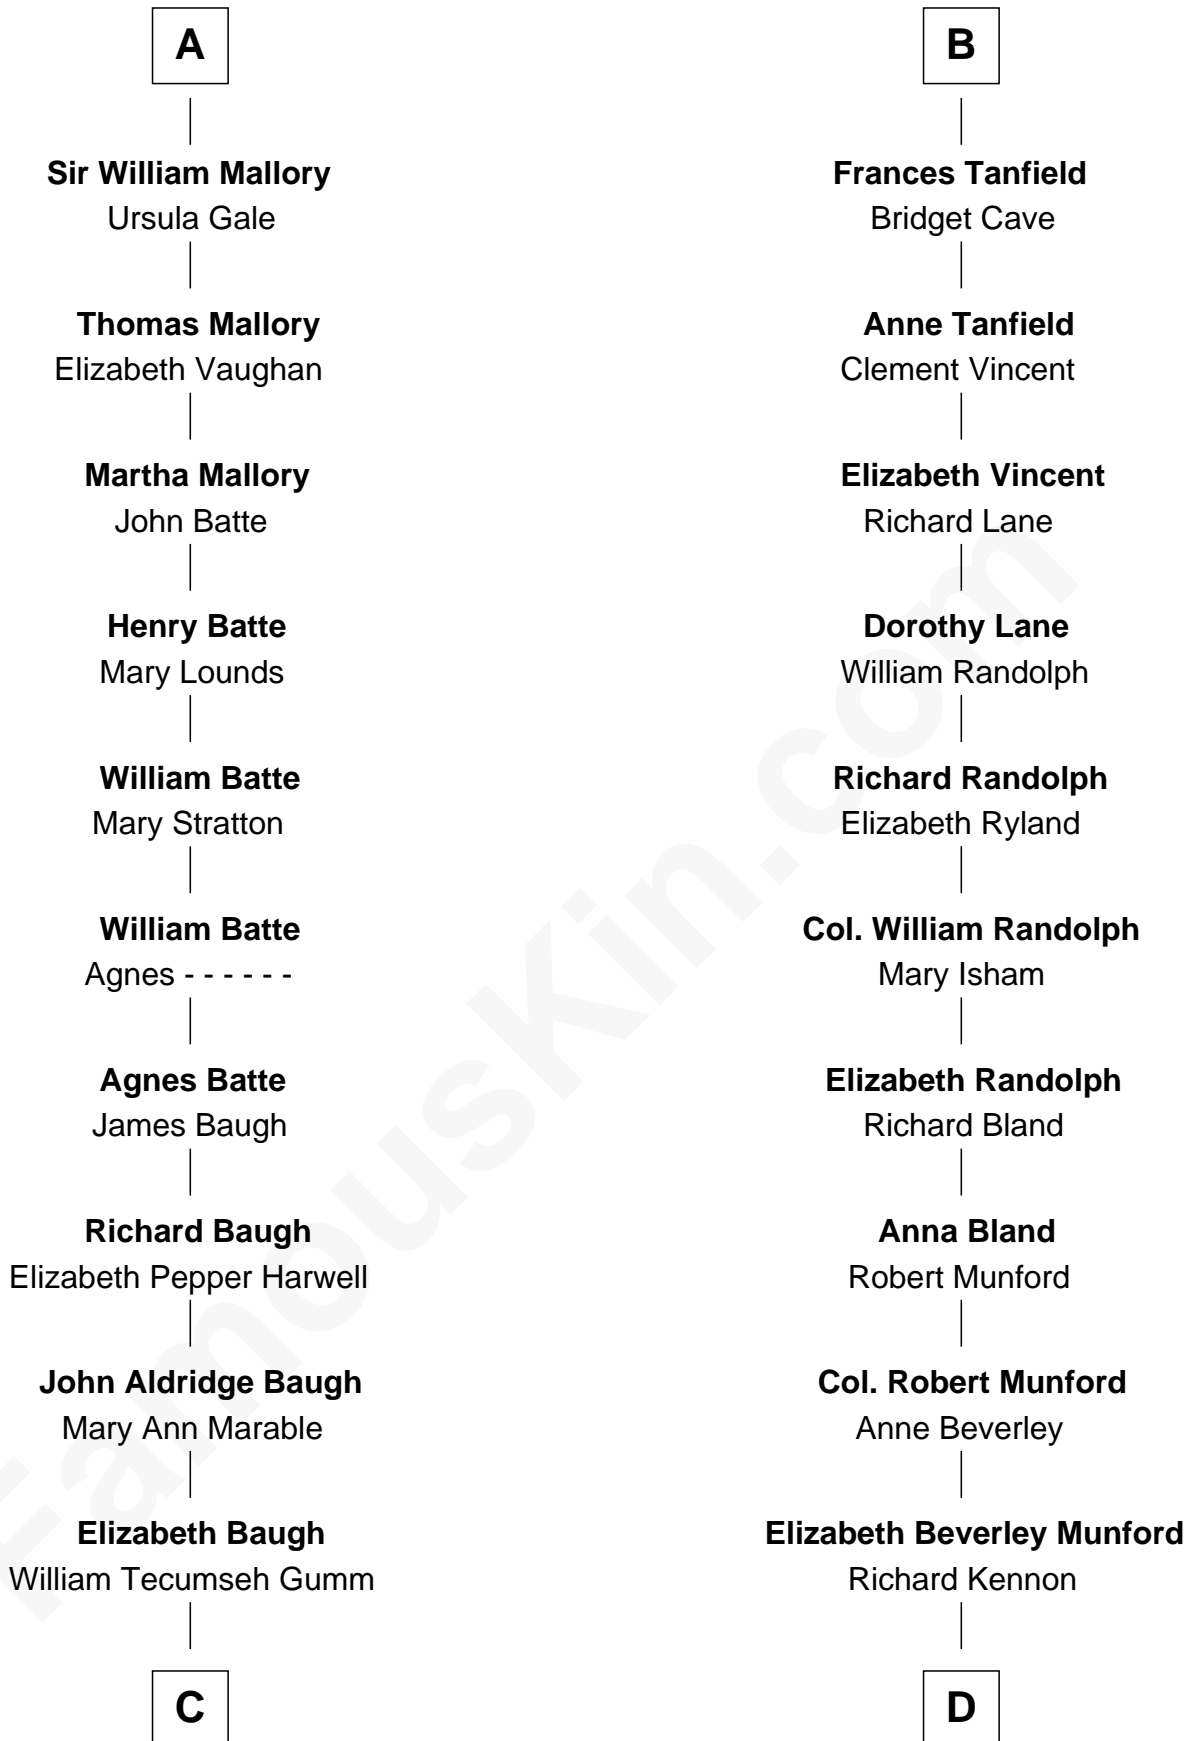 A
Sir William Mallory
Ursula Gale
Thomas Mallory
Elizabeth Vaughan
Martha Mallory
John Batte
Henry Batte
Mary Lounds
William Batte
Mary Stratton
William Batte
Agnes - - - - - -
Agnes Batte
James Baugh
Richard Baugh
Elizabeth Pepper Harwell
John Aldridge Baugh
Mary Ann Marable
Elizabeth Baugh
William Tecumseh Gumm
C
B
Frances Tanfield
Bridget Cave
Anne Tanfield
Clement Vincent
Elizabeth Vincent
Richard Lane
Dorothy Lane
William Randolph
Richard Randolph
Elizabeth Ryland
Col. William Randolph
Mary Isham
Elizabeth Randolph
Richard Bland
Anna Bland
Robert Munford
Col. Robert Munford
Anne Beverley
Elizabeth Beverley Munford
Richard Kennon
D
FamousKin.com